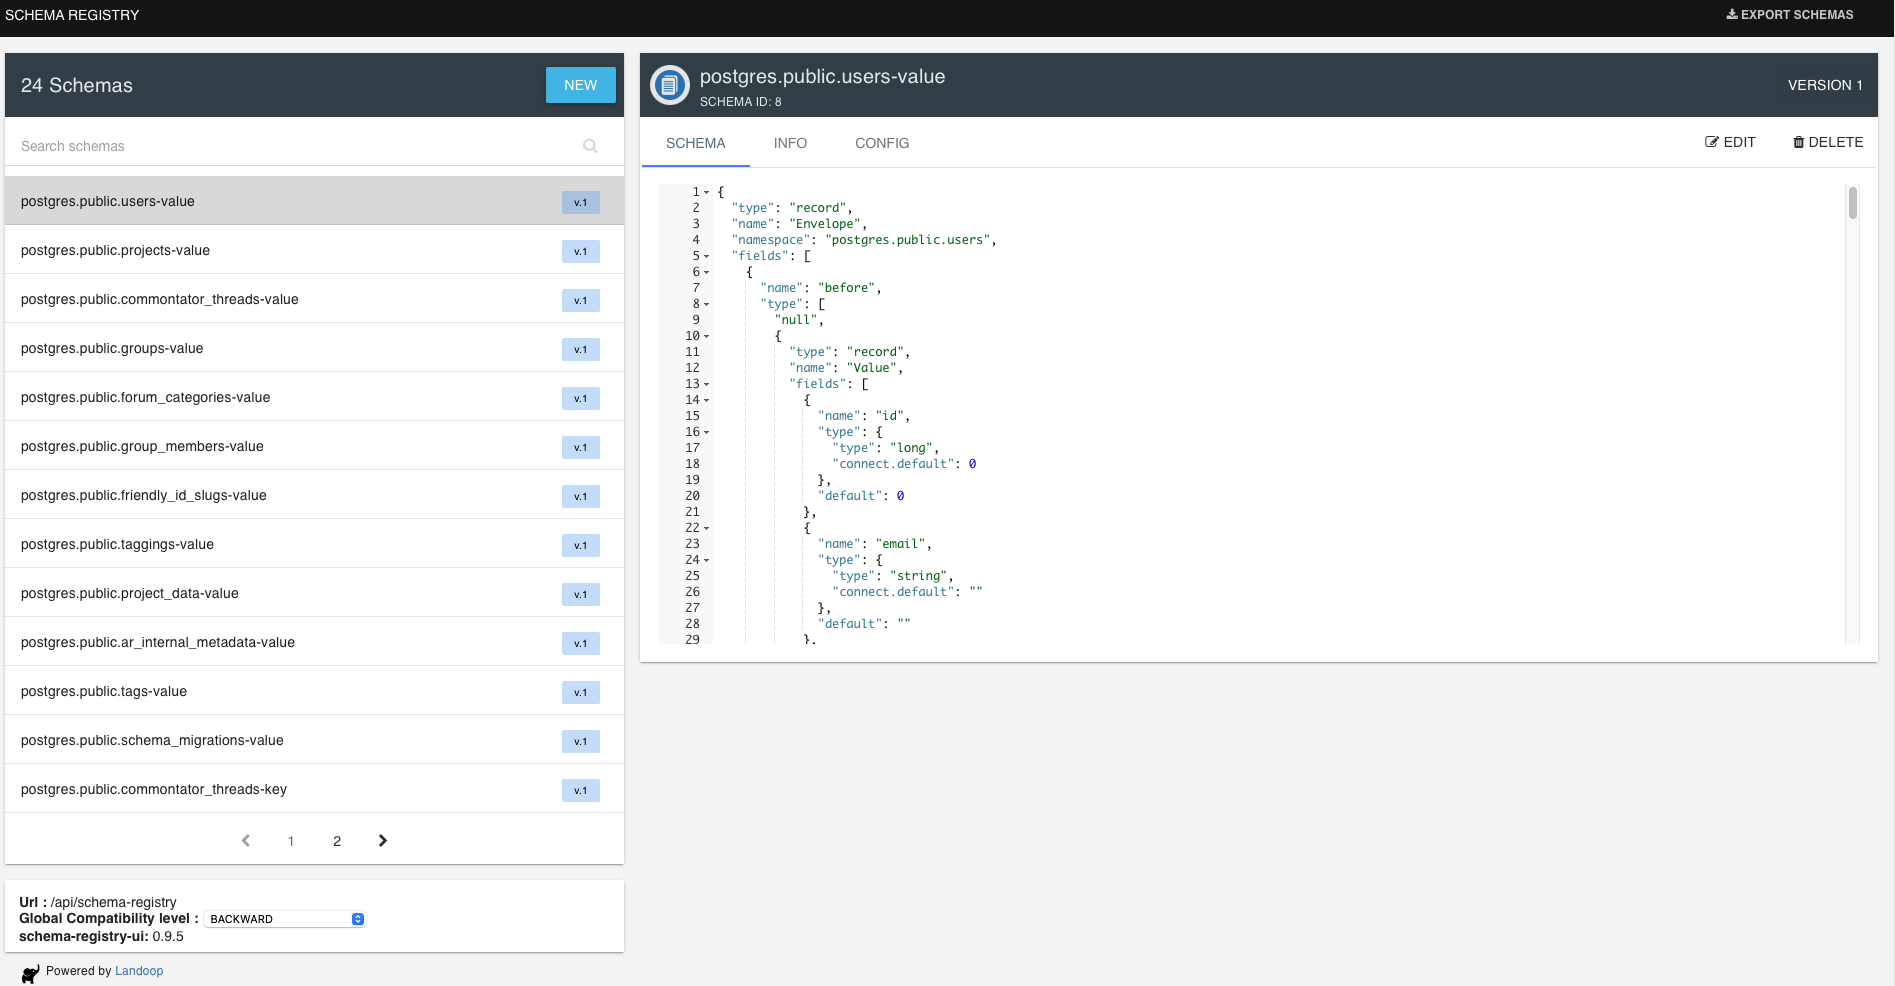 SCHEMA REGISTRY
EXPORT SCHEMAS
24 Schemas
NEW
Search schemas
postgres.public.users-value v.1
postgres.public.projects-value v.1
postgres.public.commontator_threads-value v.1
postgres.public.groups-value v.1
postgres.public.forum_categories-value v.1
postgres.public.group_members-value v.1
postgres.public.friendly_id_slugs-value v.1
postgres.public.taggings-value v.1
postgres.public.project_data-value v.1
postgres.public.ar_internal_metadata-value v.1
postgres.public.tags-value v.1
postgres.public.schema_migrations-value v.1
postgres.public.commontator_threads-key v.1
1 2
Url : /api/schema-registry
Global Compatibility level : BACKWARD
schema-registry-ui: 0.9.5
Powered by Landoop
postgres.public.users-value
SCHEMA ID: 8
VERSION 1
SCHEMA INFO CONFIG
EDIT DELETE
1 {
2 "type": "record",
3 "name": "Envelope",
4 "namespace": "postgres.public.users",
5 "fields": [
6 {
7 "name": "before",
8 "type": [
9 "null",
10 {
11 "type": "record",
12 "name": "Value",
13 "fields": [
14 {
15 "name": "id",
16 "type": {
17 "type": "long",
18 "connect.default": 0
19 },
20 "default": 0
21 },
22 {
23 "name": "email",
24 "type": {
25 "type": "string",
26 "connect.default": ""
27 },
28 "default": ""
29 },